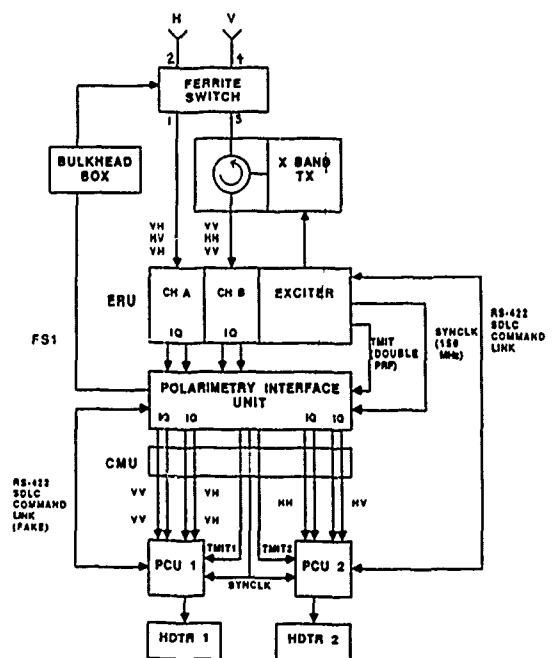 H V
2 4
FERRITE
SWITCH
1 3
BULKHEAD
BOX
X BAND
TX
VH
HV
VH
VV
HH
VV
ERU
CH A
CH B
EXCITER
IQ IQ
FS1
TMIT
(DOUBLE
PRF)
SYNCLK
(150
MHz)
RS-422
SDLC
COMMAND
LINK
POLARIMETRY INTERFACE
UNIT
IQ IQ IQ IQ
CMU
RS-422
SDLC
COMMAND
LINK
(FAKE)
VV VH HH HV
VV VH
TMIT1 TMIT2
PCU 1 PCU 2
SYNCLK
HDTR 1 HDTR 2